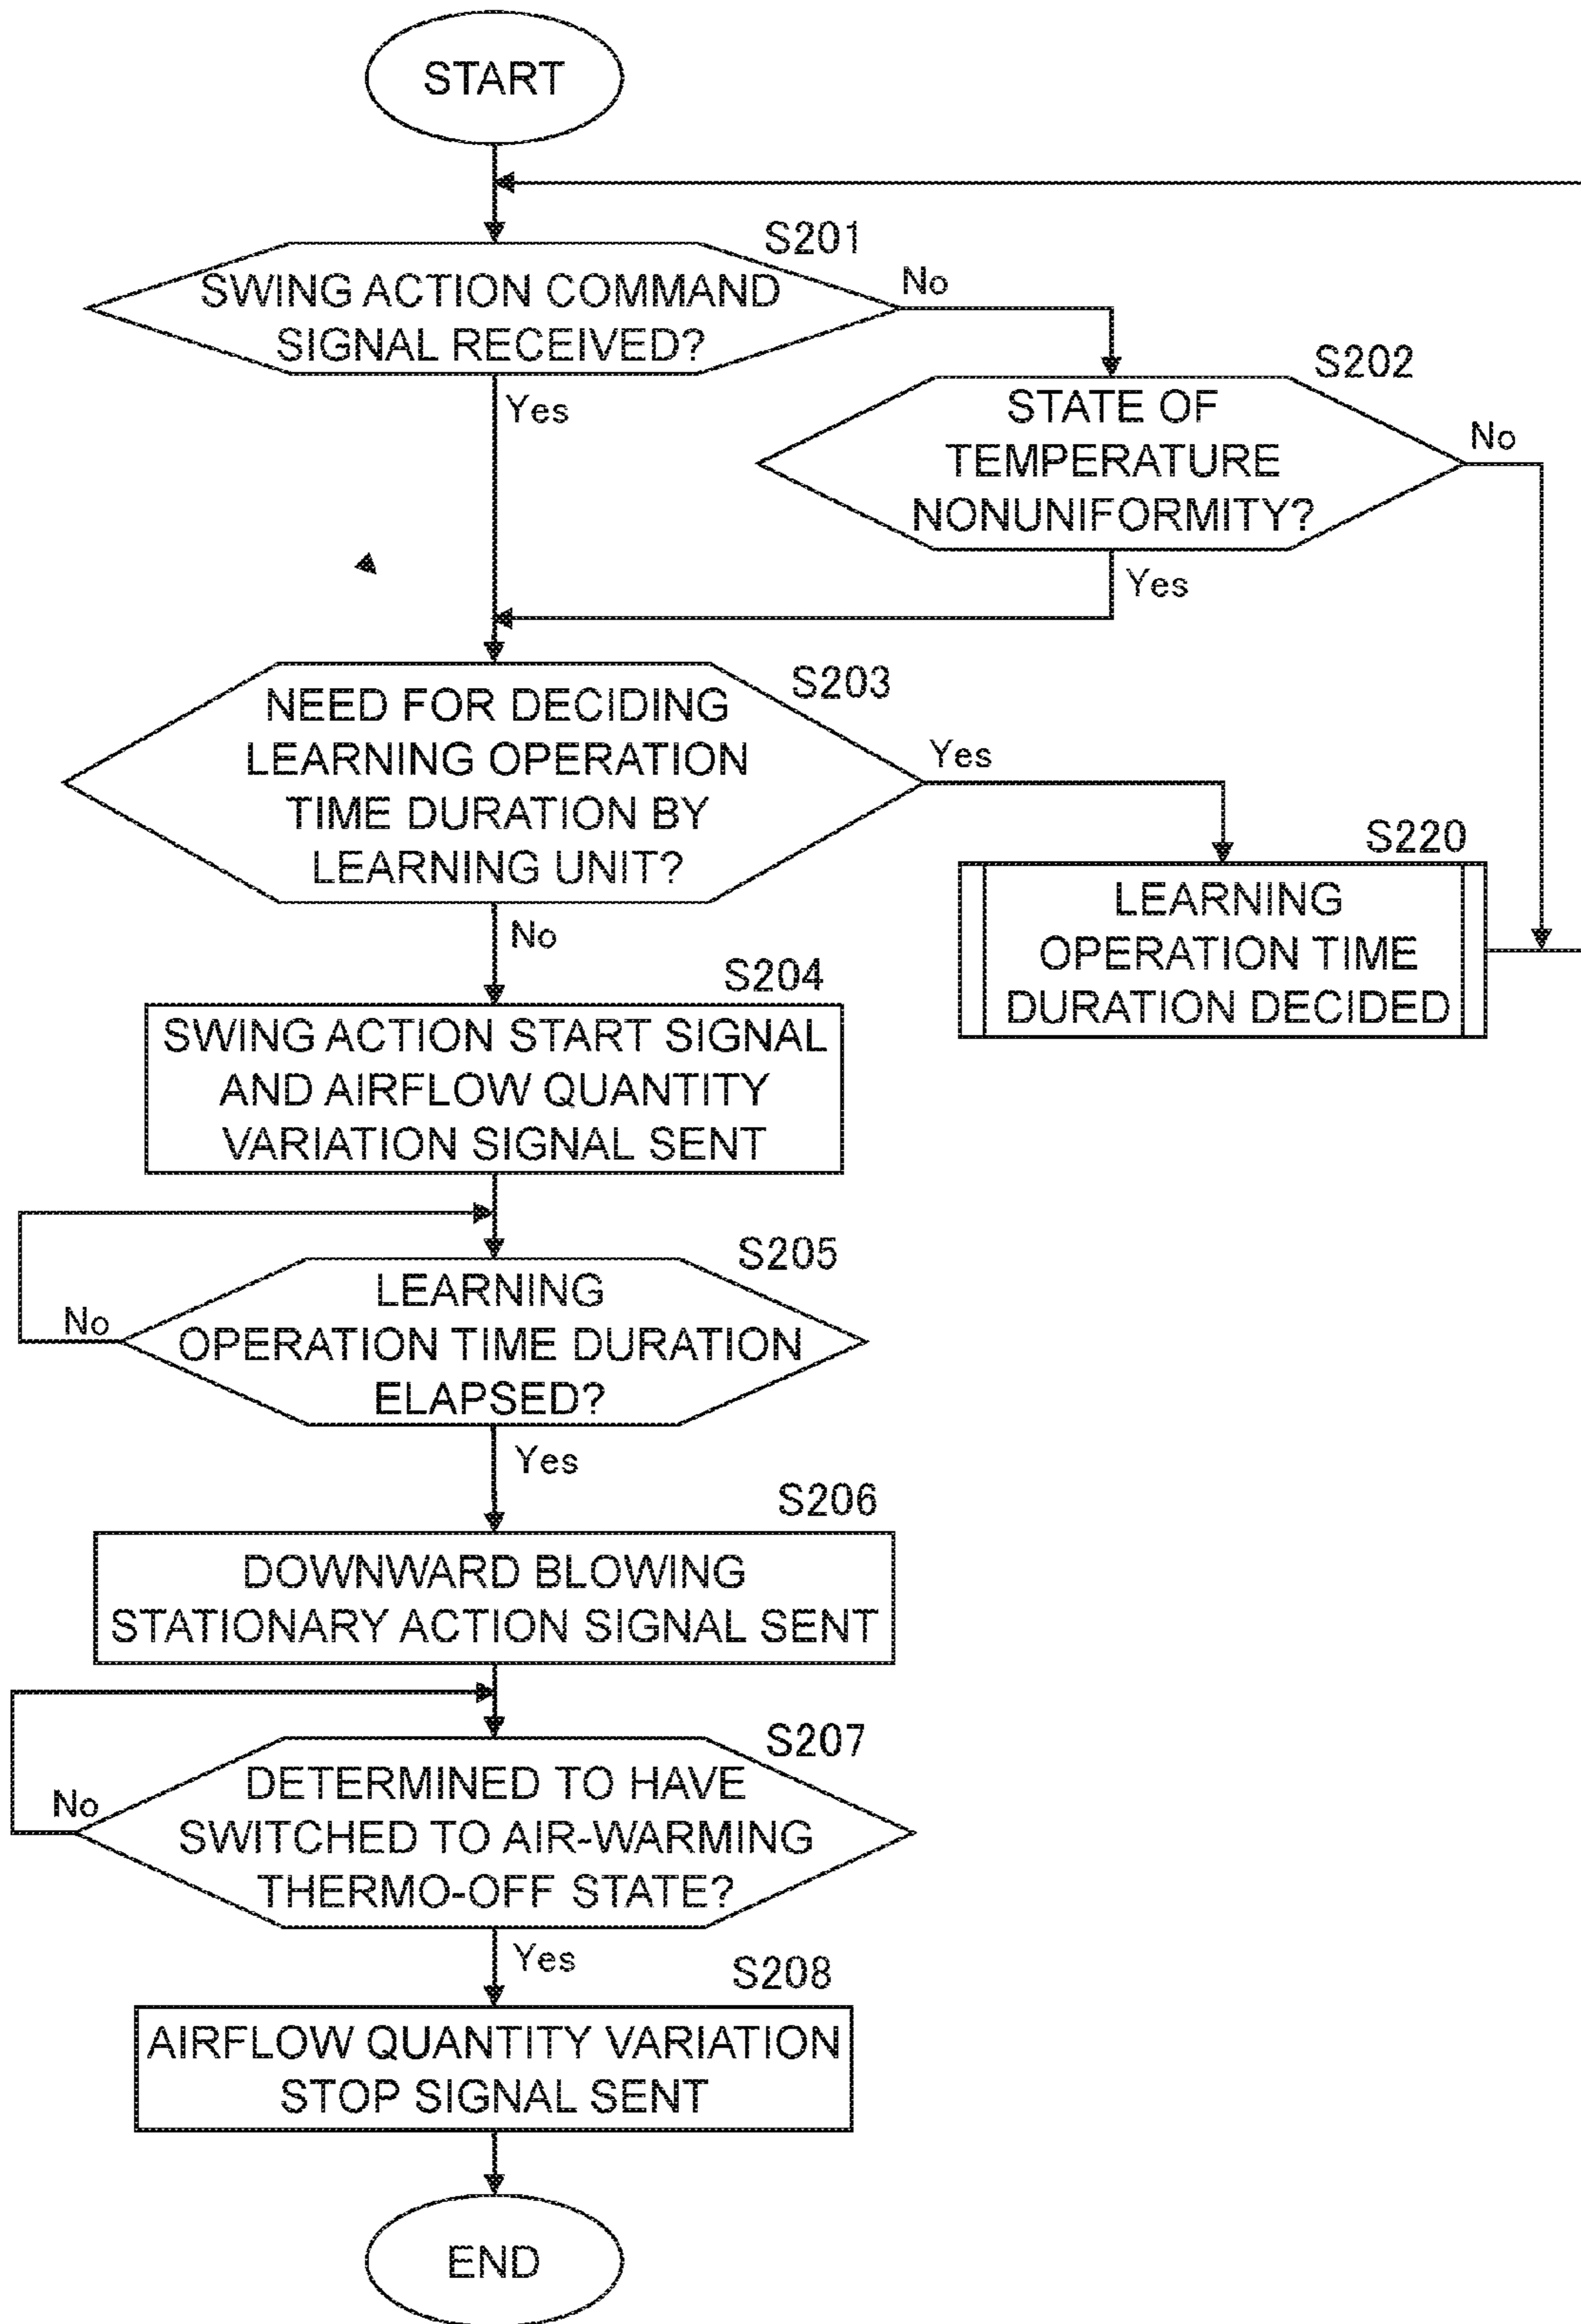 START
S201
SWING ACTION COMMAND
SIGNAL RECEIVED?
No
Yes
S202
STATE OF
TEMPERATURE
NONUNIFORMITY?
No
Yes
S203
NEED FOR DECIDING
LEARNING OPERATION
TIME DURATION BY
LEARNING UNIT?
Yes
No
S220
LEARNING
OPERATION TIME
DURATION DECIDED
S204
SWING ACTION START SIGNAL
AND AIRFLOW QUANTITY
VARIATION SIGNAL SENT
S205
LEARNING
OPERATION TIME DURATION
ELAPSED?
No
Yes
S206
DOWNWARD BLOWING
STATIONARY ACTION SIGNAL SENT
S207
DETERMINED TO HAVE
SWITCHED TO AIR-WARMING
THERMO-OFF STATE?
No
Yes
S208
AIRFLOW QUANTITY VARIATION
STOP SIGNAL SENT
END